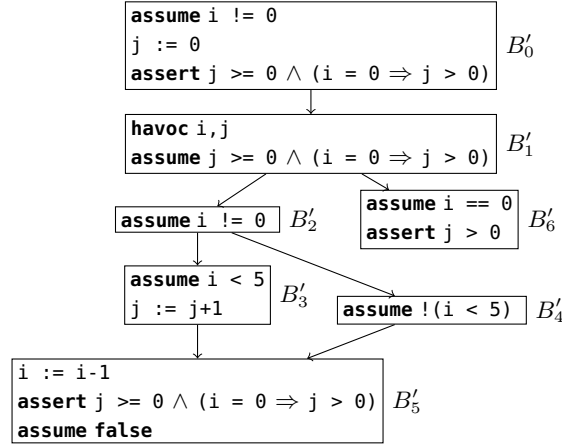 assume i != 0
j := 0
assert j >= 0 ∧ (i = 0 ⇒ j > 0)
B′0
havoc i,j
assume j >= 0 ∧ (i = 0 ⇒ j > 0)
B′1
assume i != 0
B′2
assume i == 0
assert j > 0
B′6
assume i < 5
j := j+1
B′3
assume !(i < 5)
B′4
i := i-1
assert j >= 0 ∧ (i = 0 ⇒ j > 0)
assume false
B′5